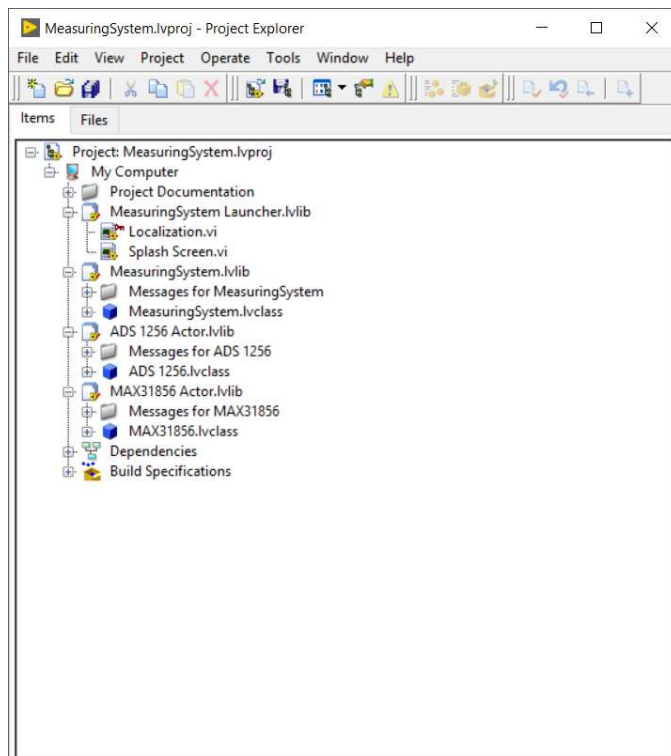 MeasuringSystem.lvproj - Project Explorer
File Edit View Project Operate Tools Window Help
Items Files
Project: MeasuringSystem.lvproj
My Computer
Project Documentation
MeasuringSystem Launcher.lvlib
Localization.vi
Splash Screen.vi
MeasuringSystem.lvlib
Messages for MeasuringSystem
MeasuringSystem.lvclass
ADS 1256 Actor.lvlib
Messages for ADS 1256
ADS 1256.lvclass
MAX31856 Actor.lvlib
Messages for MAX31856
MAX31856.lvclass
Dependencies
Build Specifications